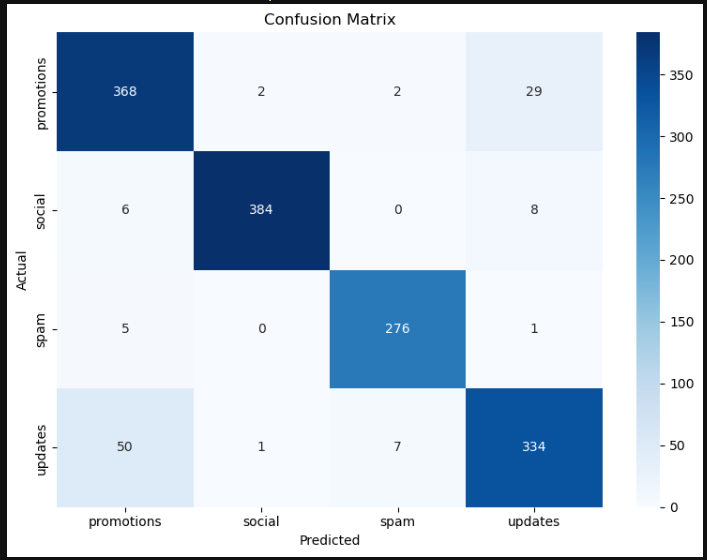 Confusion Matrix
promotions 368 2 2 29
social 6 384 0 8
spam 5 0 276 1
updates 50 1 7 334
promotions social spam updates
Predicted
Actual
350
300
250
200
150
100
50
0